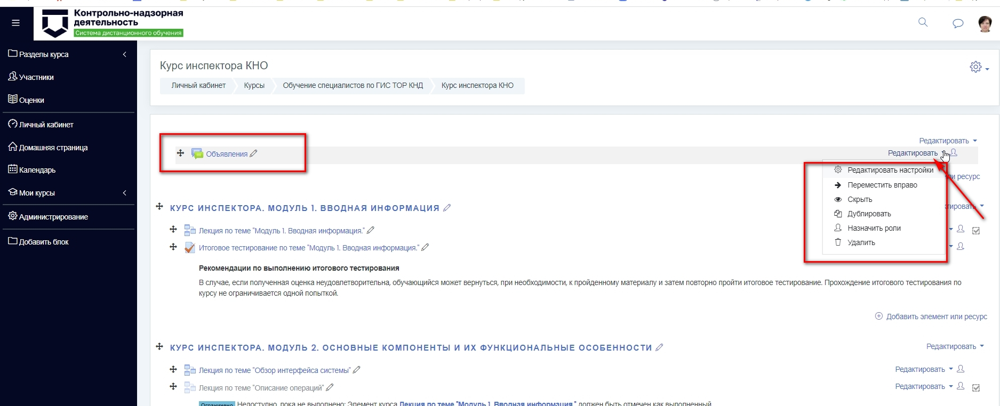 Контрольно-надзорная
деятельность
Система дистанционного обучения
Разделы курса
Участники
Оценки
Личный кабинет
Домашняя страница
Календарь
Мои курсы
Администрирование
Добавить блок
Курс инспектора КНО
Личный кабинет Курсы Обучение специалистов по ГИС ТОР КНД Курс инспектора КНО
Редактировать
Объявления Редактировать
Редактировать настройки
или ресурс
Переместить вправо
Скрыть
Дублировать
Назначить роли
Удалить
КУРС ИНСПЕКТОРА. МОДУЛЬ 1. ВВОДНАЯ ИНФОРМАЦИЯ
Лекция по теме "Модуль 1. Вводная информация."
Итоговое тестирование по теме "Модуль 1. Вводная информация."
Рекомендации по выполнению итогового тестирования
В случае, если полученная оценка неудовлетворительна, обучающийся может вернуться, при необходимости, к пройденному материалу и затем повторно пройти итоговое тестирование. Прохождение итогового тестирования по
курсу не ограничивается одной попыткой.
Добавить элемент или ресурс
КУРС ИНСПЕКТОРА. МОДУЛЬ 2. ОСНОВНЫЕ КОМПОНЕНТЫ И ИХ ФУНКЦИОНАЛЬНЫЕ ОСОБЕННОСТИ Редактировать
Лекция по теме "Обзор интерфейса системы" Редактировать
Лекция по теме "Описание операций" Редактировать
Ограничено Недоступно, пока не выполнено: Элемент курса Лекция по теме "Модуль 1. Вводная информация." должен быть отмечен как выполненный